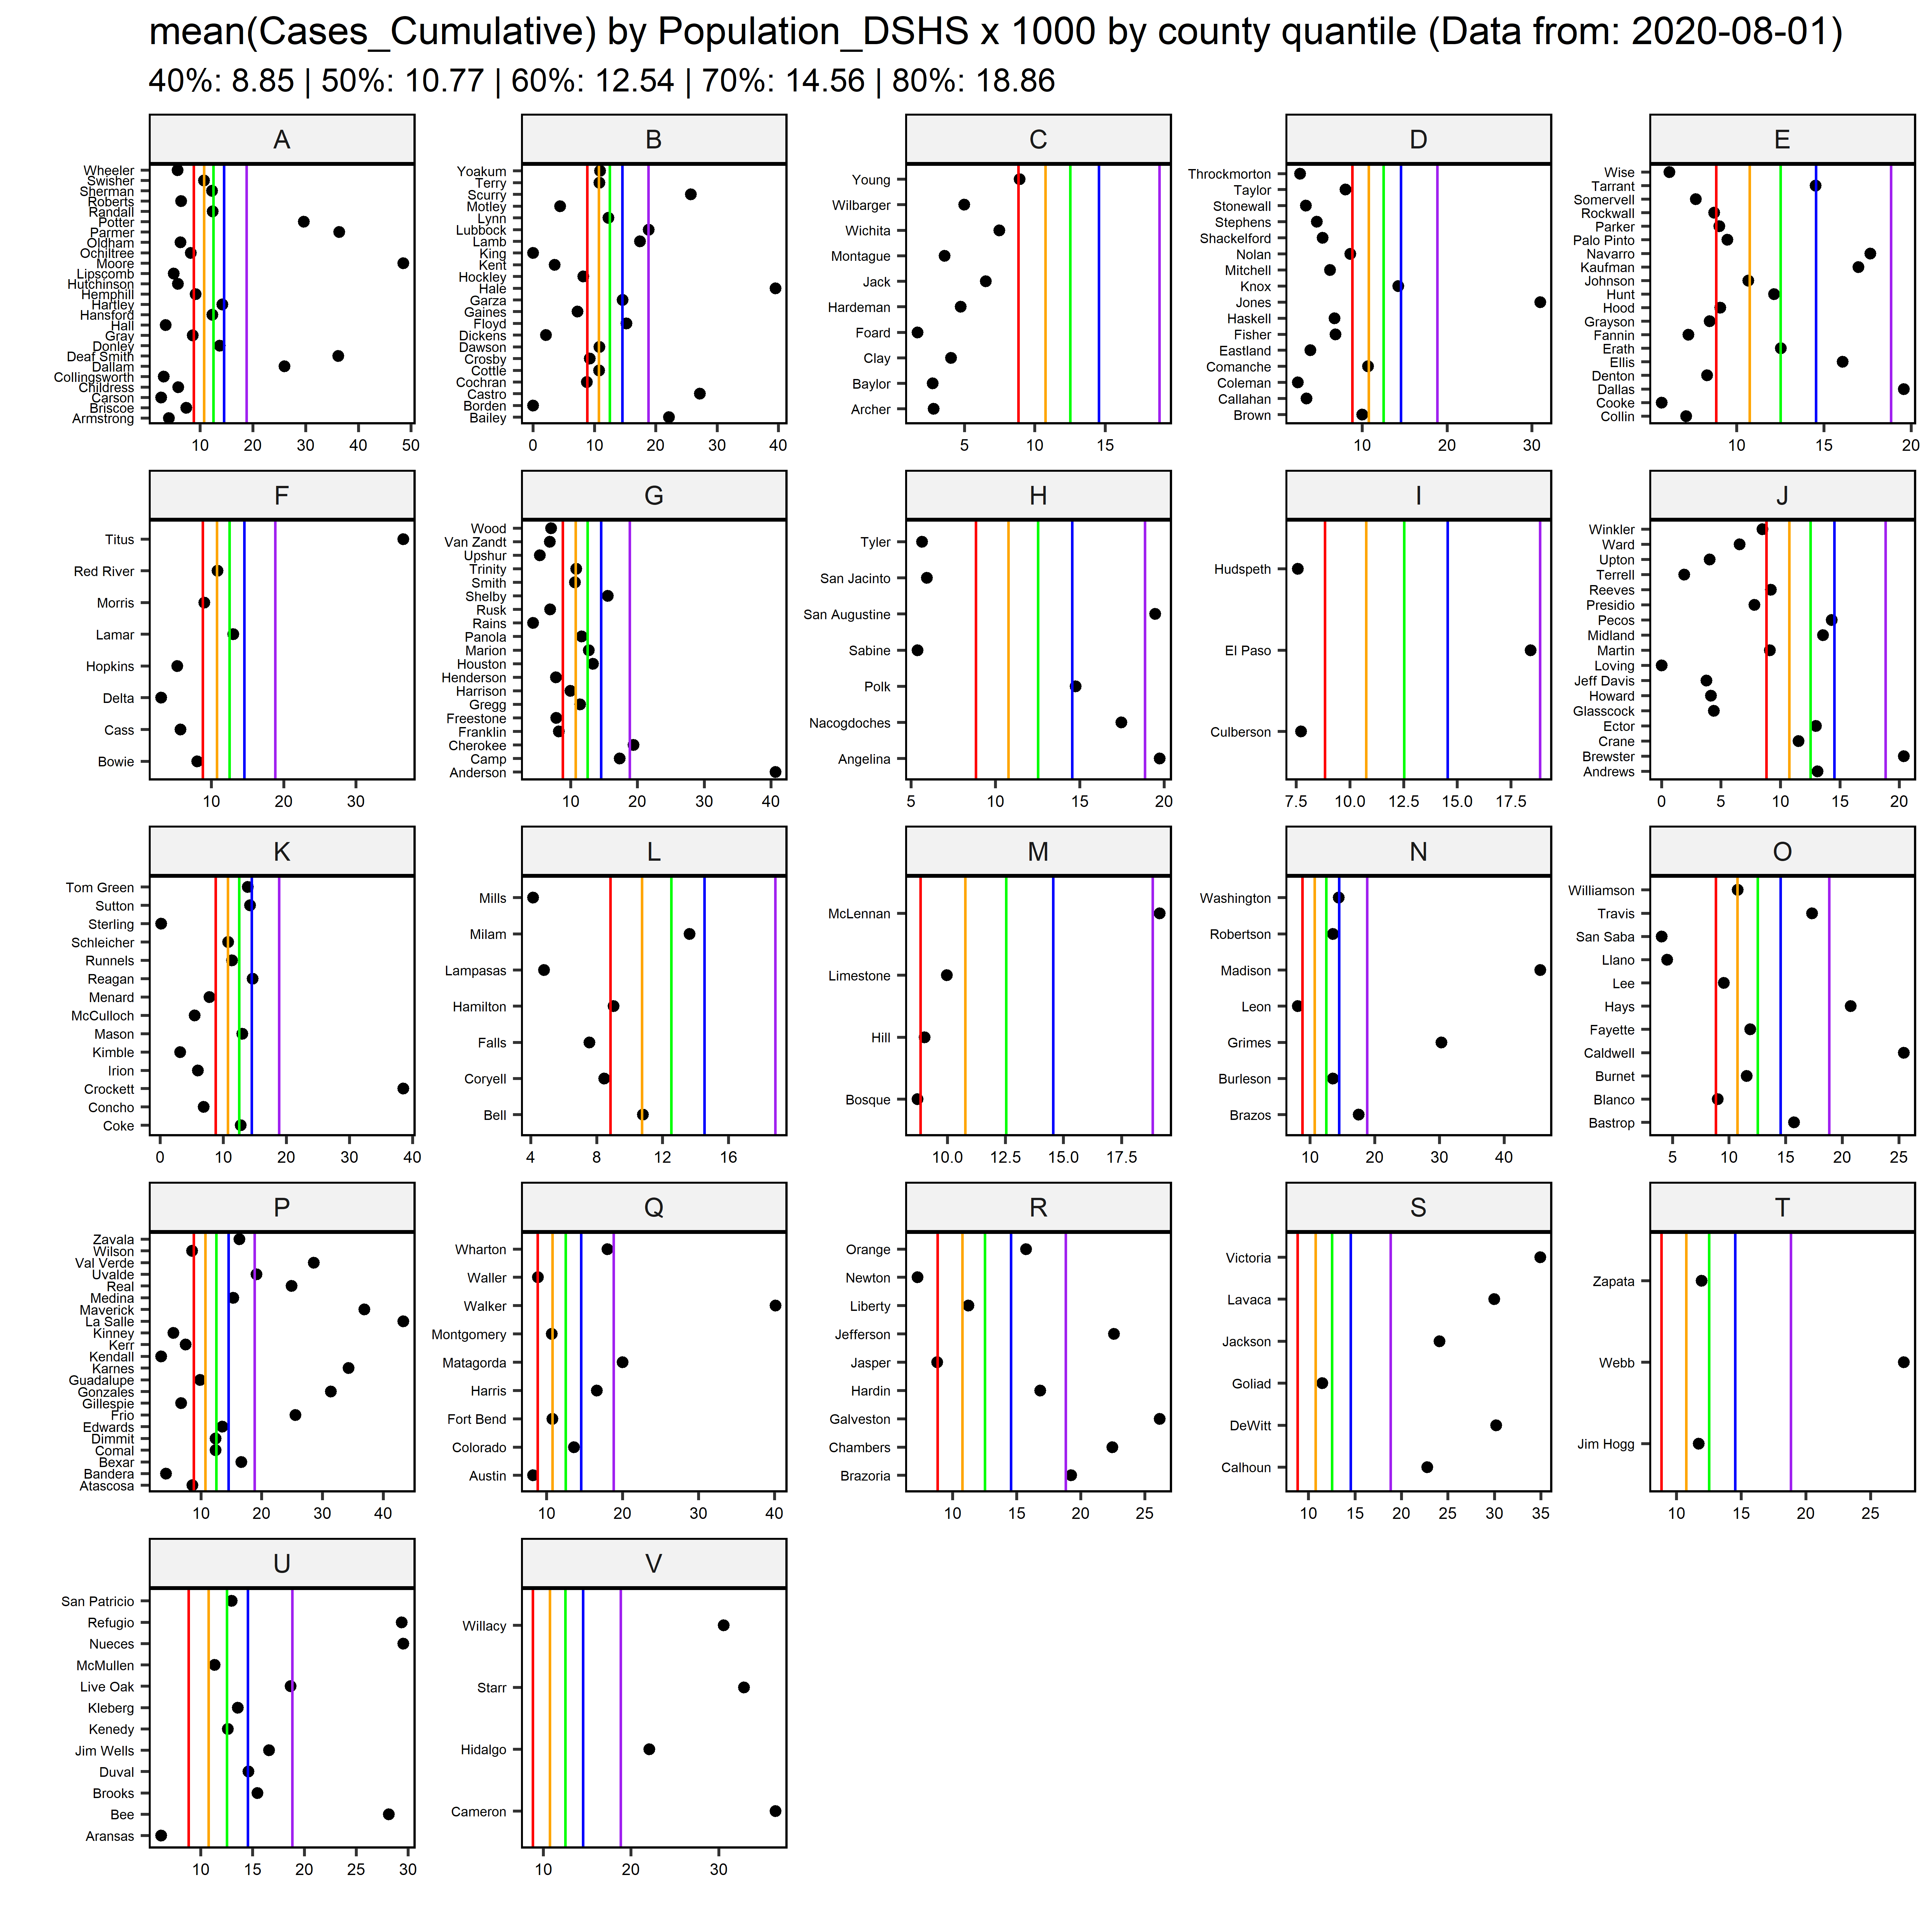 mean(Cases_Cumulative) by Population_DSHS x 1000 by county quantile (Data from: 2020-08-01)
40%: 8.85 | 50%: 10.77 | 60%: 12.54 | 70%: 14.56 | 80%: 18.86
A
Wheeler
Swisher
Sherman
Roberts
Randall
Potter
Parmer
Oldham
Ochiltree
Moore
Lipscomb
Hutchinson
Hemphill
Hartley
Hansford
Hall
Gray
Donley
Deaf Smith
Dallam
Collingsworth
Childress
Carson
Briscoe
Armstrong
10 20 30 40 50
B
Yoakum
Terry
Scurry
Motley
Lynn
Lubbock
Lamb
King
Kent
Hockley
Hale
Garza
Gaines
Floyd
Dickens
Dawson
Crosby
Cottle
Cochran
Castro
Borden
Bailey
0 10 20 30 40
C
Young
Wilbarger
Wichita
Montague
Jack
Hardeman
Foard
Clay
Baylor
Archer
5 10 15
D
Throckmorton
Taylor
Stonewall
Stephens
Shackelford
Nolan
Mitchell
Knox
Jones
Haskell
Fisher
Eastland
Comanche
Coleman
Callahan
Brown
10 20 30
E
Wise
Tarrant
Somervell
Rockwall
Parker
Palo Pinto
Navarro
Kaufman
Johnson
Hunt
Hood
Grayson
Fannin
Erath
Ellis
Denton
Dallas
Cooke
Collin
10 15 20
F
Titus
Red River
Morris
Lamar
Hopkins
Delta
Cass
Bowie
10 20 30
G
Wood
Van Zandt
Upshur
Trinity
Smith
Shelby
Rusk
Rains
Panola
Marion
Houston
Henderson
Harrison
Gregg
Freestone
Franklin
Cherokee
Camp
Anderson
10 20 30 40
H
Tyler
San Jacinto
San Augustine
Sabine
Polk
Nacogdoches
Angelina
5 10 15 20
I
Hudspeth
El Paso
Culberson
7.5 10.0 12.5 15.0 17.5
J
Winkler
Ward
Upton
Terrell
Reeves
Presidio
Pecos
Midland
Martin
Loving
Jeff Davis
Howard
Glasscock
Ector
Crane
Brewster
Andrews
0 5 10 15 20
K
Tom Green
Sutton
Sterling
Schleicher
Runnels
Reagan
Menard
McCulloch
Mason
Kimble
Irion
Crockett
Concho
Coke
0 10 20 30 40
L
Mills
Milam
Lampasas
Hamilton
Falls
Coryell
Bell
4 8 12 16
M
McLennan
Limestone
Hill
Bosque
10.0 12.5 15.0 17.5
N
Washington
Robertson
Madison
Leon
Grimes
Burleson
Brazos
10 20 30 40
O
Williamson
Travis
San Saba
Llano
Lee
Hays
Fayette
Caldwell
Burnet
Blanco
Bastrop
5 10 15 20 25
P
Zavala
Wilson
Val Verde
Uvalde
Real
Medina
Maverick
La Salle
Kinney
Kerr
Kendall
Karnes
Guadalupe
Gonzales
Gillespie
Frio
Edwards
Dimmit
Comal
Bexar
Bandera
Atascosa
10 20 30 40
Q
Wharton
Waller
Walker
Montgomery
Matagorda
Harris
Fort Bend
Colorado
Austin
10 20 30 40
R
Orange
Newton
Liberty
Jefferson
Jasper
Hardin
Galveston
Chambers
Brazoria
10 15 20 25
S
Victoria
Lavaca
Jackson
Goliad
DeWitt
Calhoun
10 15 20 25 30 35
T
Zapata
Webb
Jim Hogg
10 15 20 25
U
San Patricio
Refugio
Nueces
McMullen
Live Oak
Kleberg
Kenedy
Jim Wells
Duval
Brooks
Bee
Aransas
10 15 20 25 30
V
Willacy
Starr
Hidalgo
Cameron
10 20 30